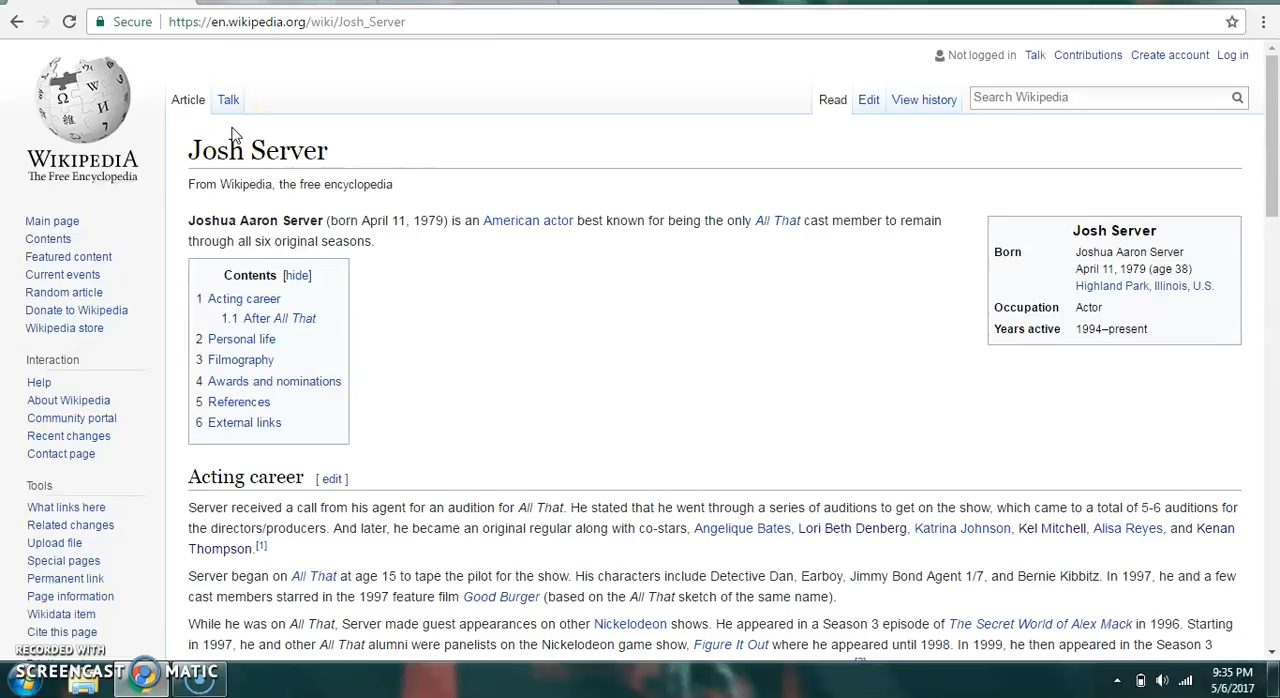 Secure | https://en.wikipedia.org/wiki/Josh_Server
Not logged in Talk Contributions Create account Log in
Article Talk Read Edit View history Search Wikipedia
WIKIPEDIA
The Free Encyclopedia
Main page
Contents
Featured content
Current events
Random article
Donate to Wikipedia
Wikipedia store
Interaction
Help
About Wikipedia
Community portal
Recent changes
Contact page
Tools
What links here
Related changes
Upload file
Special pages
Permanent link
Page information
Wikidata item
Cite this page
Josh Server
From Wikipedia, the free encyclopedia
Joshua Aaron Server (born April 11, 1979) is an American actor best known for being the only All That cast member to remain
through all six original seasons.
Josh Server
Born Joshua Aaron Server
April 11, 1979 (age 38)
Highland Park, Illinois, U.S.
Occupation Actor
Years active 1994–present
Contents [hide]
1 Acting career
1.1 After All That
2 Personal life
3 Filmography
4 Awards and nominations
5 References
6 External links
Acting career [ edit ]
Server received a call from his agent for an audition for All That. He stated that he went through a series of auditions to get on the show, which came to a total of 5-6 auditions for
the directors/producers. And later, he became an original regular along with co-stars, Angelique Bates, Lori Beth Denberg, Katrina Johnson, Kel Mitchell, Alisa Reyes, and Kenan
Thompson.[1]
Server began on All That at age 15 to tape the pilot for the show. His characters include Detective Dan, Earboy, Jimmy Bond Agent 1/7, and Bernie Kibbitz. In 1997, he and a few
cast members starred in the 1997 feature film Good Burger (based on the All That sketch of the same name).
While he was on All That, Server made guest appearances on other Nickelodeon shows. He appeared in a Season 3 episode of The Secret World of Alex Mack in 1996. Starting
in 1997, he and other All That alumni were panelists on the Nickelodeon game show, Figure It Out where he appeared until 1998. In 1999, he then appeared in the Season 3
RECORDED WITH
SCREENCAST MATIC
9:35 PM
5/6/2017